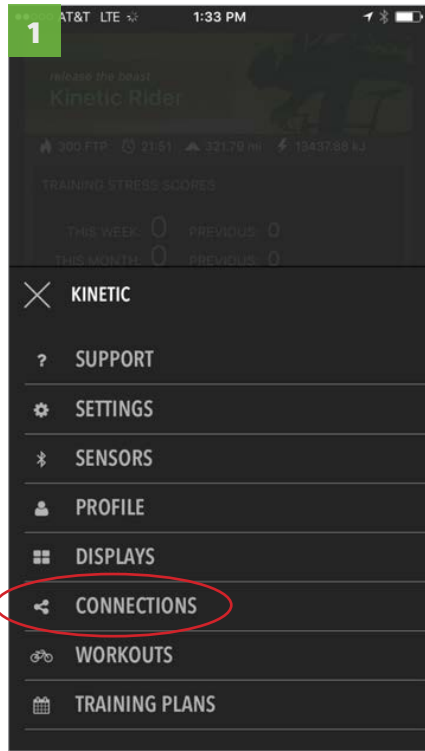 AT&T LTE 1:33 PM
1
release the beast
Kinetic Rider
300 FTP 21:51 321.79 mi 13437.68 kJ
TRAINING STRESS SCORES
THIS WEEK: 0 PREVIOUS: 0
THIS MONTH: 0 PREVIOUS: 0
KINETIC
? SUPPORT
SETTINGS
SENSORS
PROFILE
DISPLAYS
CONNECTIONS
WORKOUTS
TRAINING PLANS